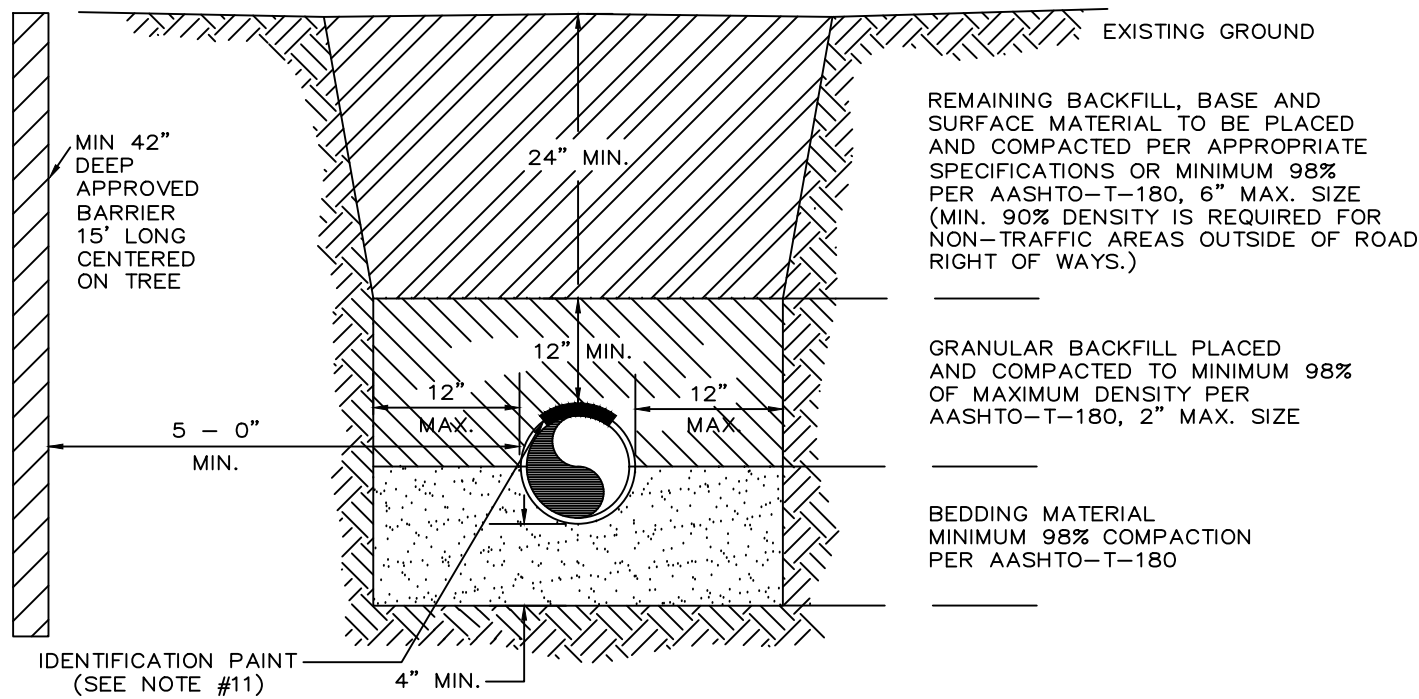 EXISTING GROUND
MIN 42”
DEEP
APPROVED
BARRIER
15’ LONG
CENTERED
ON TREE
24” MIN.
REMAINING BACKFILL, BASE AND
SURFACE MATERIAL TO BE PLACED
AND COMPACTED PER APPROPRIATE
SPECIFICATIONS OR MINIMUM 98%
PER AASHTO-T-180, 6” MAX. SIZE
(MIN. 90% DENSITY IS REQUIRED FOR
NON-TRAFFIC AREAS OUTSIDE OF ROAD
RIGHT OF WAYS.)
12” MIN.
12”
MAX.
12”
MAX.
5 - 0”
MIN.
GRANULAR BACKFILL PLACED
AND COMPACTED TO MINIMUM 98%
OF MAXIMUM DENSITY PER
AASHTO-T-180, 2” MAX. SIZE
BEDDING MATERIAL
MINIMUM 98% COMPACTION
PER AASHTO-T-180
IDENTIFICATION PAINT
(SEE NOTE #11)
4” MIN.